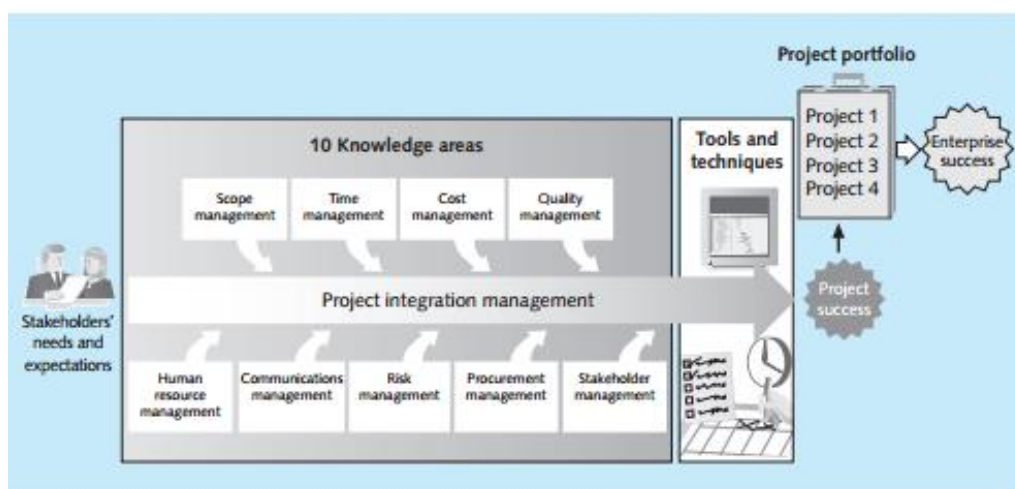 Project portfolio
Project 1
Project 2
Project 3
Project 4
Enterprise
success
10 Knowledge areas
Tools and
techniques
Scope
management
Time
management
Cost
management
Quality
management
Project integration management
Project
success
Stakeholders'
needs and
expectations
Human
resource
management
Communications
management
Risk
management
Procurement
management
Stakeholder
management